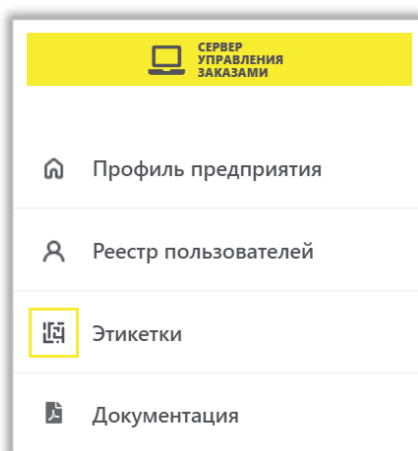 СЕРВЕР
УПРАВЛЕНИЯ
ЗАКАЗАМИ
Профиль предприятия
Реестр пользователей
Этикетки
Документация